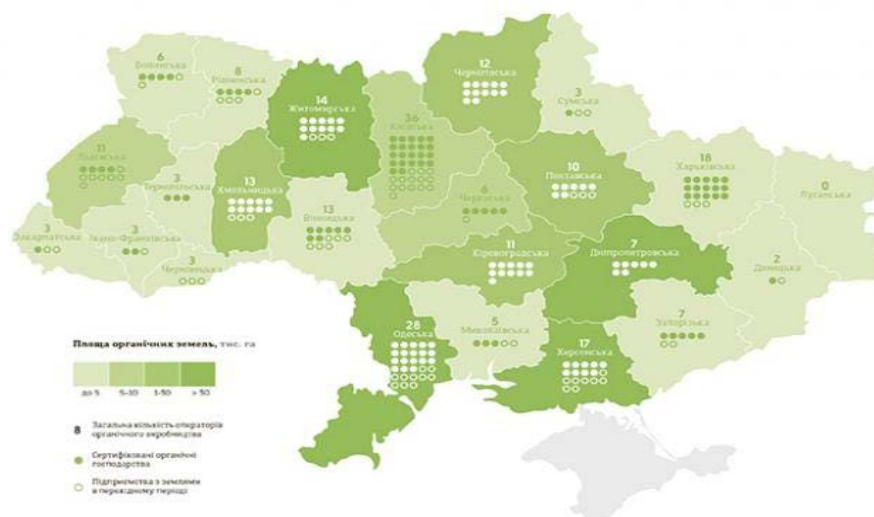 6
Волинська
8
Рівненська
14
Житомирська
36
Київська
12
Чернігівська
3
Сумська
11
Львівська
3
Тернопільська
13
Хмельницька
13
Вінницька
6
Черкаська
10
Полтавська
18
Харківська
0
Луганська
3
Закарпатська
3
Івано-Франківська
3
Чернівецька
11
Кіровоградська
7
Дніпропетровська
2
Донецька
28
Одеська
5
Миколаївська
17
Херсонська
7
Запорізька
Площа органічних земель, тис. га
до 5
5-10
1-50
> 50
8
Загальна кількість операторів
органічного виробництва
Сертифіковані органічні
господарства
Підприємства з землями
в перехідному періоді